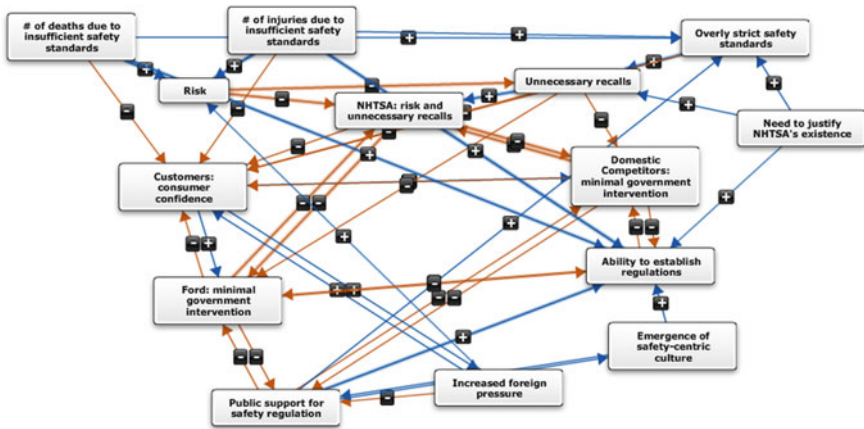 # of deaths due to
insufficient safety
standards
# of injuries due to
insufficient safety
standards
Overly strict safety
standards
Risk
Unnecessary recalls
NHTSA: risk and
unnecessary recalls
Need to justify
NHTSA's existence
Customers:
consumer
confidence
Domestic
Competitors:
minimal government
intervention
Ford: minimal
government
intervention
Ability to establish
regulations
Emergence of
safety-centric
culture
Increased foreign
pressure
Public support for
safety regulation